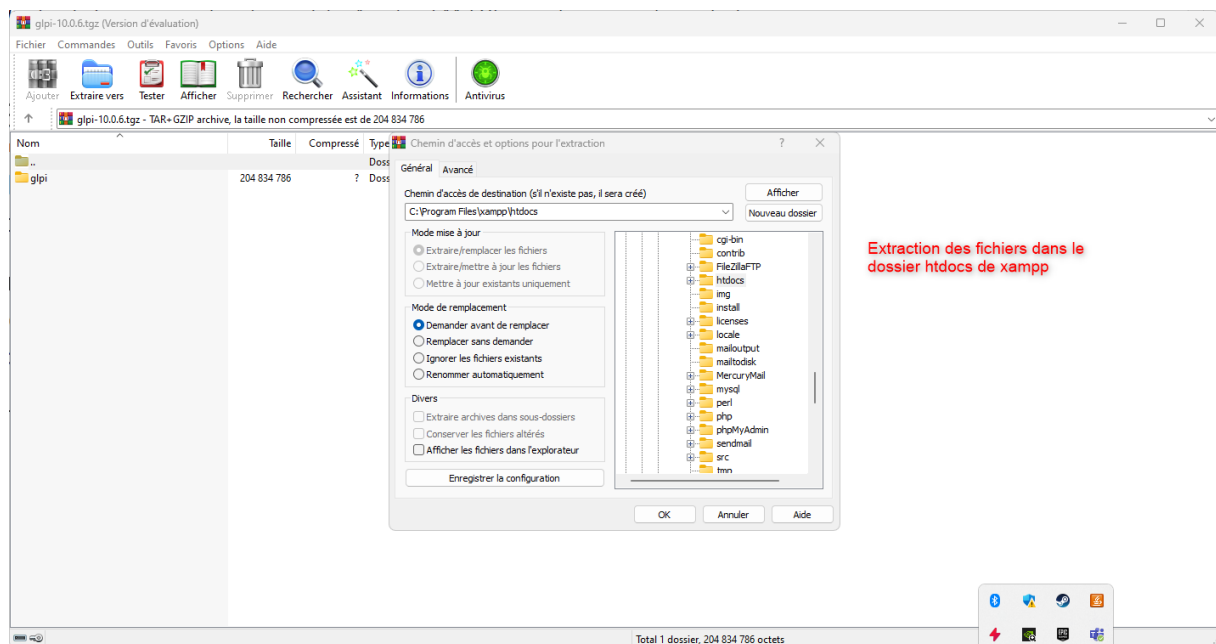 glpi-10.0.6.tgz (Version d'évaluation)
Fichier Commandes Outils Favoris Options Aide
Ajouter Extraire vers Tester Afficher Supprimer Rechercher Assistant Informations Antivirus
glpi-10.0.6.tgz - TAR+GZIP archive, la taille non compressée est de 204 834 786
Nom Taille Compressé Type
.. Doss
glpi 204 834 786 ? Doss
Chemin d'accès et options pour l'extraction ?
Général Avancé
Chemin d'accès de destination (s'il n'existe pas, il sera créé)
Afficher
C:\Program Files\xampp\htdocs
Nouveau dossier
Mode mise à jour
Extraire/remplacer les fichiers
Extraire/mettre à jour les fichiers
Mettre à jour existants uniquement
Mode de remplacement
Demander avant de remplacer
Remplacer sans demander
Ignorer les fichiers existants
Renommer automatiquement
Divers
Extraire archives dans sous-dossiers
Conserver les fichiers altérés
Afficher les fichiers dans l'explorateur
Enregistrer la configuration
cgi-bin
contrib
FileZillaFTP
htdocs
img
install
licenses
locale
mailoutput
mailtodisk
MercuryMail
mysql
perl
php
phpMyAdmin
sendmail
src
tmp
OK Annuler Aide
Extraction des fichiers dans le
dossier htdocs de xampp
Total 1 dossier, 204 834 786 octets